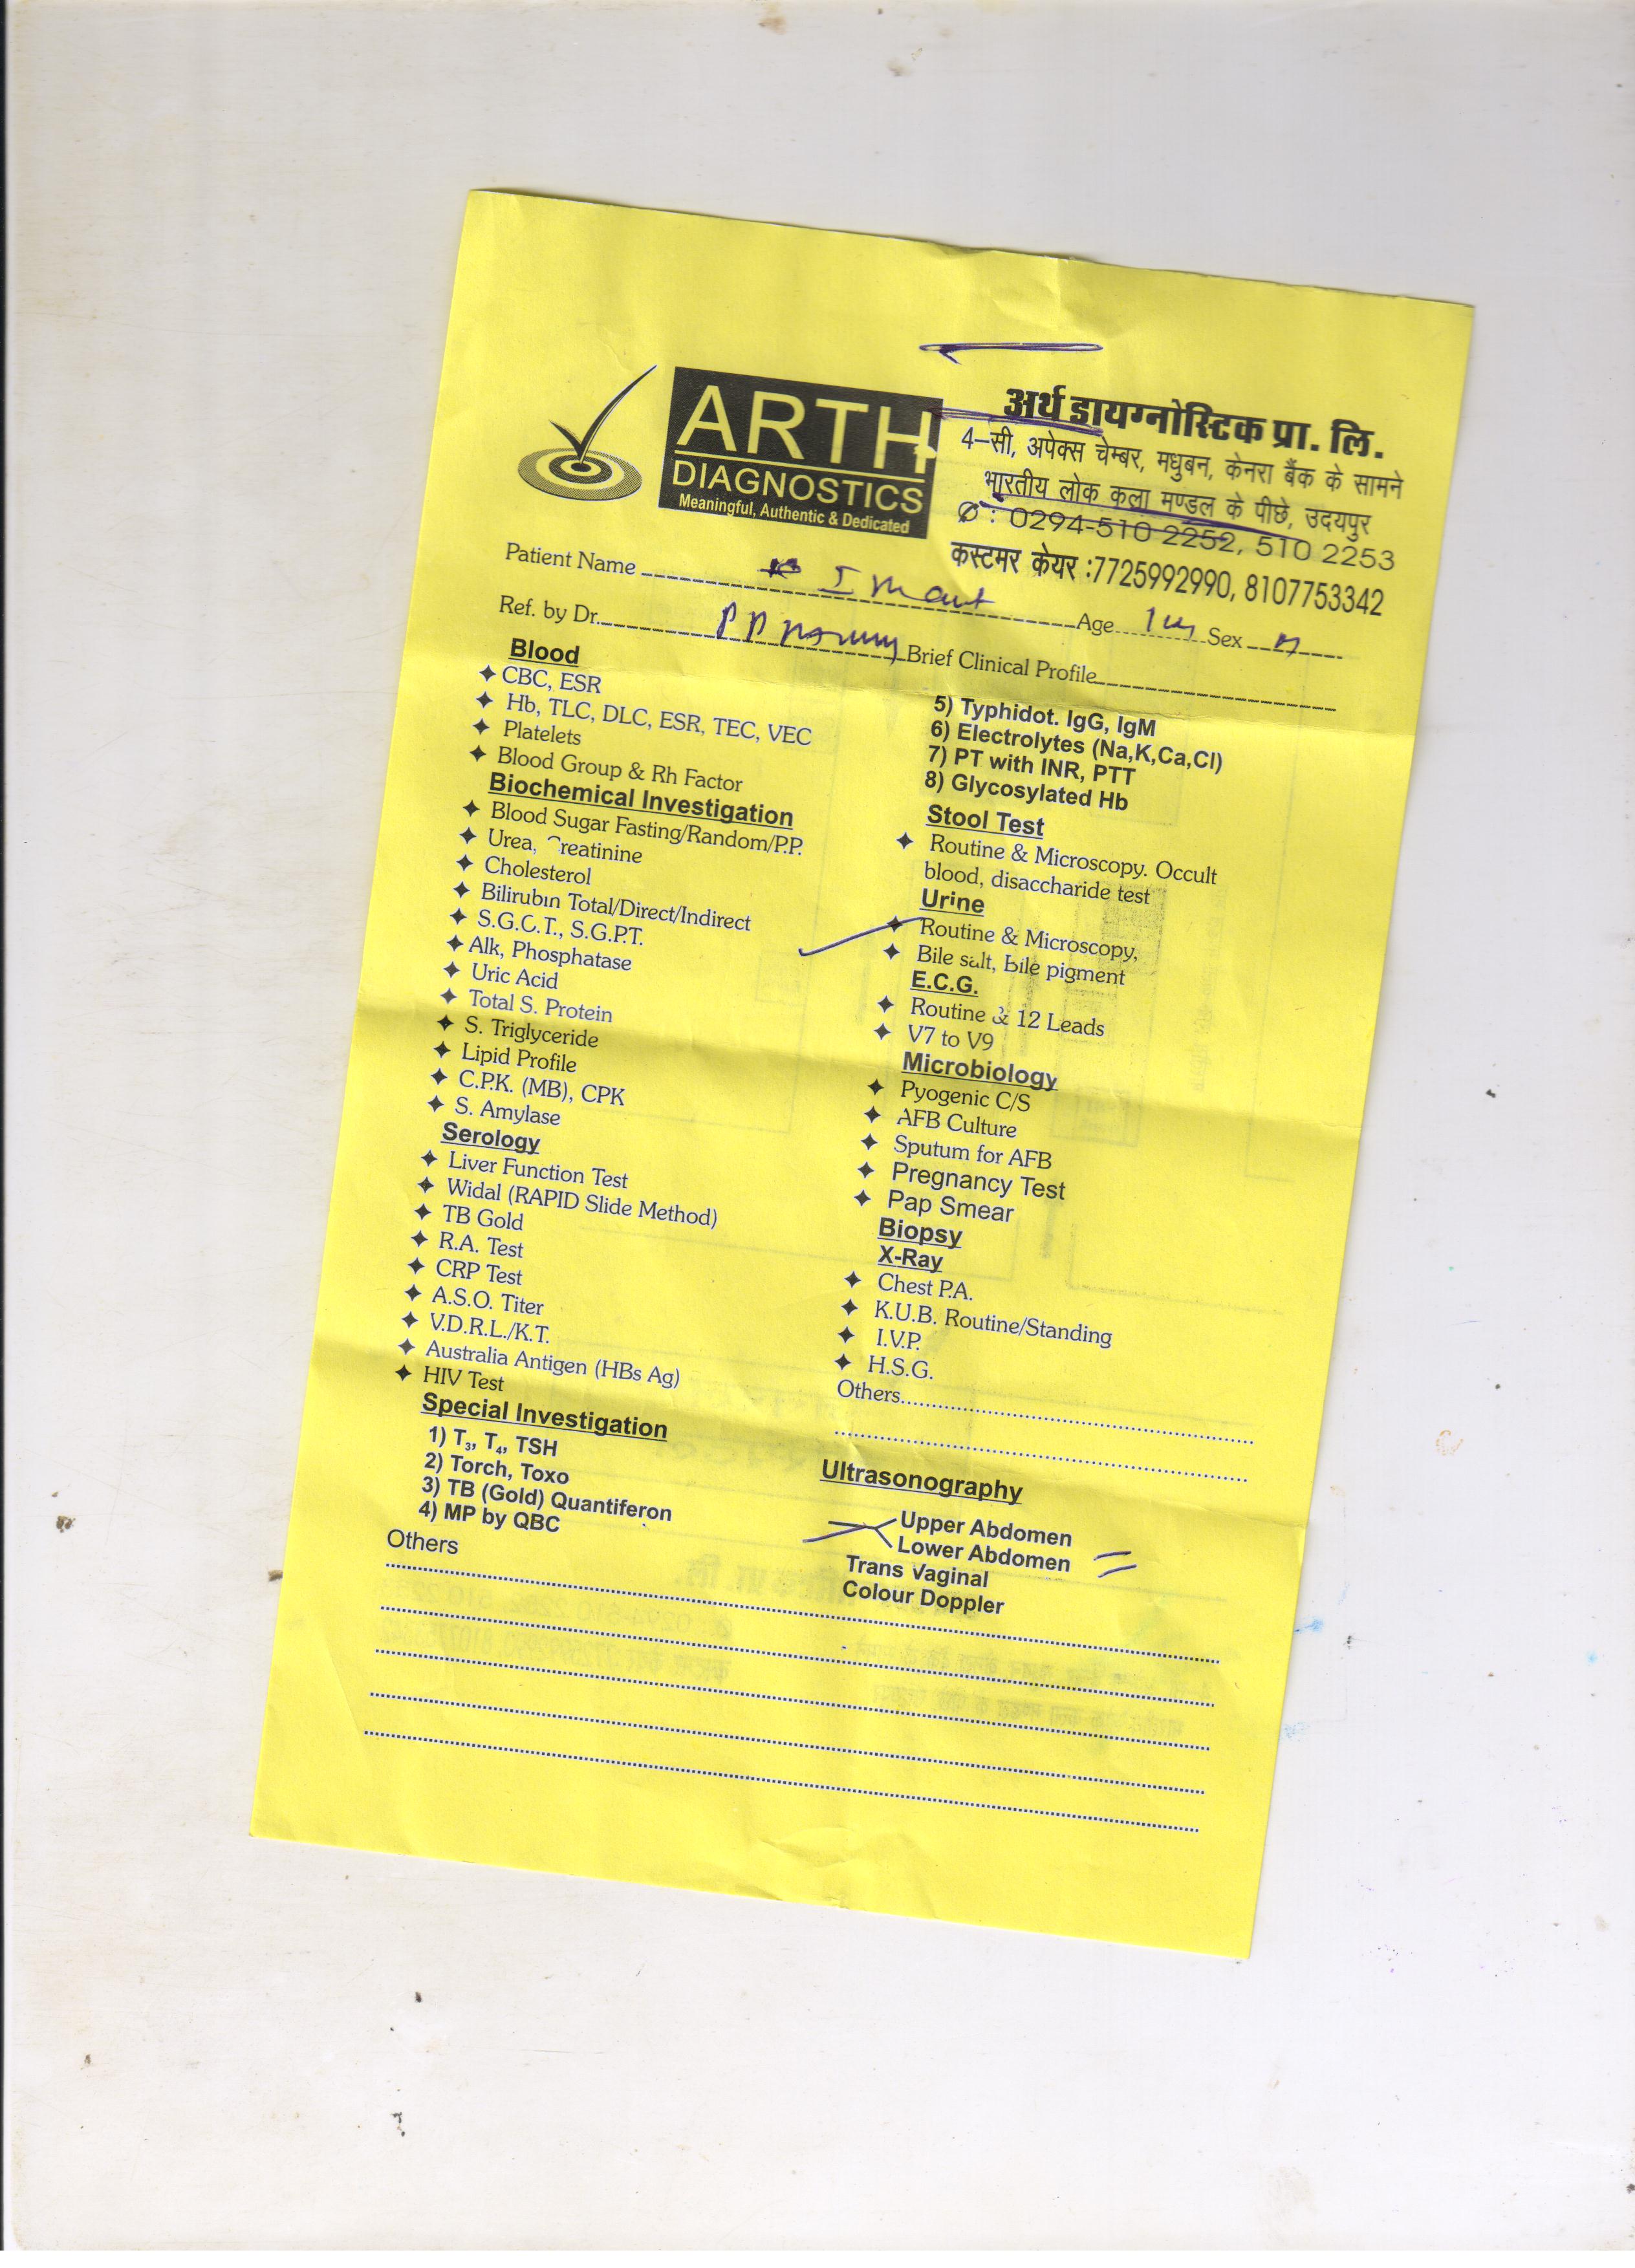 ARTH
DIAGNOSTICS
Meaningful, Authentic & Dedicated
अर्थ डायग्नोस्टिक प्रा. लि.
4–सी, अपेक्स चेम्बर, मधुबन, केनरा बैंक के सामने
भारतीय लोक कला मण्डल के पीछे, उदयपुर
: 0294-510 2252, 510 2253
कस्टमर केयर :7725992990, 8107753342
Patient Name
Age Sex
Ref. by Dr. Brief Clinical Profile
Blood
CBC, ESR
Hb, TLC, DLC, ESR, TEC, VEC
Platelets
Blood Group & Rh Factor
Biochemical Investigation
Blood Sugar Fasting/Random/P.P.
Urea, Creatinine
Cholesterol
Bilirubin Total/Direct/Indirect
S.G.O.T., S.G.P.T.
Alk, Phosphatase
Uric Acid
Total S. Protein
S. Triglyceride
Lipid Profile
C.P.K. (MB), CPK
S. Amylase
Serology
Liver Function Test
Widal (RAPID Slide Method)
TB Gold
R.A. Test
CRP Test
A.S.O. Titer
V.D.R.L./K.T.
Australia Antigen (HBs Ag)
HIV Test
Special Investigation
1) T3, T4, TSH
2) Torch, Toxo
3) TB (Gold) Quantiferon
4) MP by QBC
Others
5) Typhidot. IgG, IgM
6) Electrolytes (Na,K,Ca,Cl)
7) PT with INR, PTT
8) Glycosylated Hb
Stool Test
Routine & Microscopy. Occult
blood, disaccharide test
Urine
Routine & Microscopy,
Bile salt, Bile pigment
E.C.G.
Routine & 12 Leads
V7 to V9
Microbiology
Pyogenic C/S
AFB Culture
Sputum for AFB
Pregnancy Test
Pap Smear
Biopsy
X-Ray
Chest P.A.
K.U.B. Routine/Standing
I.V.P.
H.S.G.
Others
Ultrasonography
Upper Abdomen
Lower Abdomen
Trans Vaginal
Colour Doppler